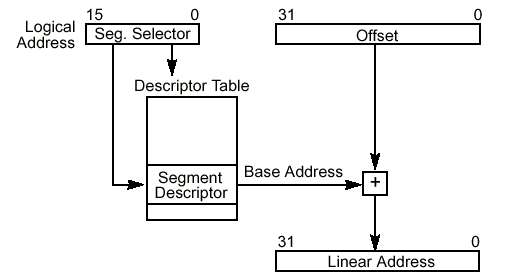 15 0 31 0
Logical
Address
Seg. Selector
Offset
Descriptor Table
Segment
Descriptor
Base Address
+
31 0
Linear Address